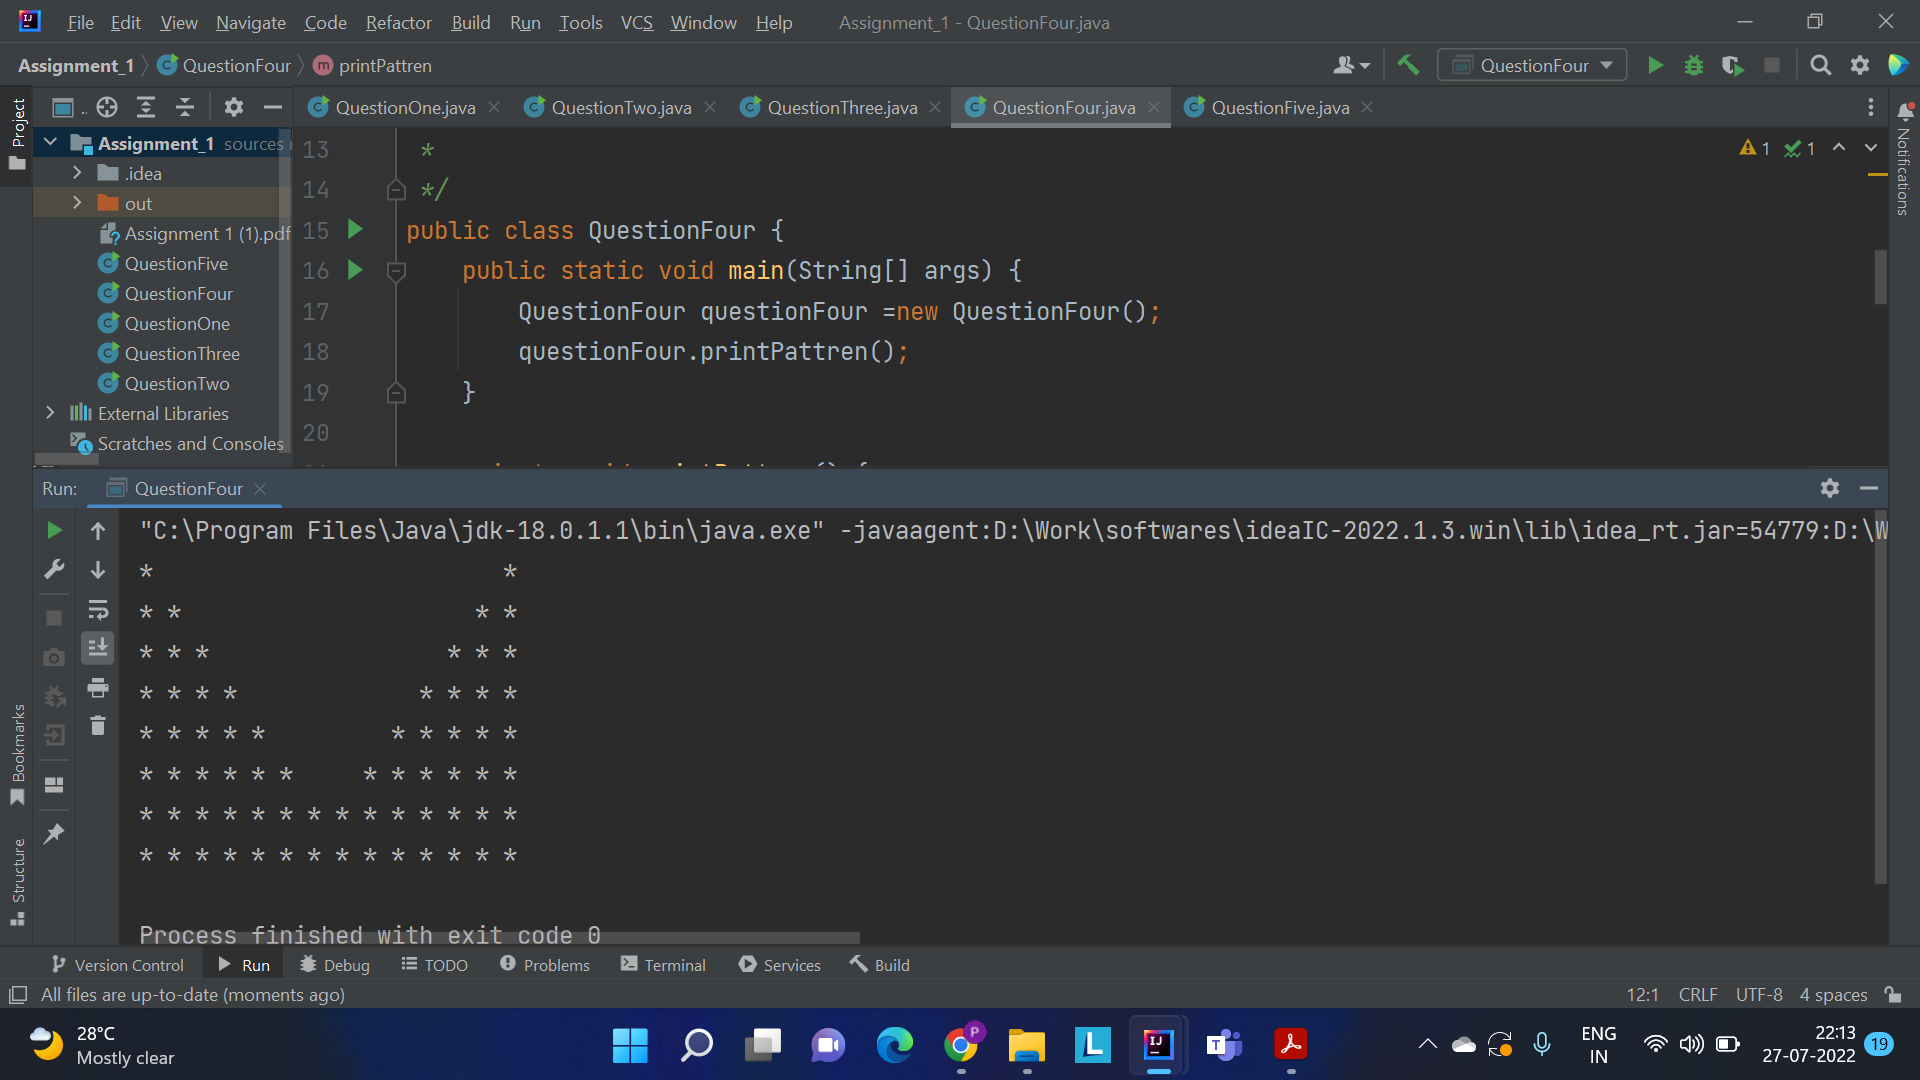 File Edit View Navigate Code Refactor Build Run Tools VCS Window Help Assignment_1 - QuestionFour.java
Assignment_1 QuestionFour printPattren QuestionFour
QuestionOne.java QuestionTwo.java QuestionThree.java QuestionFour.java QuestionFive.java
Project
Notifications
Assignment_1 sources
.idea
out
Assignment 1 (1).pdf
QuestionFive
QuestionFour
QuestionOne
QuestionThree
QuestionTwo
External Libraries
Scratches and Consoles
1 1
13 *
14 */
15 public class QuestionFour {
16 public static void main(String[] args) {
17 QuestionFour questionFour =new QuestionFour();
18 questionFour.printPattren();
19 }
20
Run: QuestionFour
"C:\Program Files\Java\jdk-18.0.1.1\bin\java.exe" -javaagent:D:\Work\softwares\ideaIC-2022.1.3.win\lib\idea_rt.jar=54779:D:\W
*                         *
* *                     * *
* * *                 * * *
* * * *             * * * *
* * * * *         * * * * *
* * * * * *     * * * * * *
* * * * * * * * * * * * * *
* * * * * * * * * * * * * *
Process finished with exit code 0
Bookmarks
Structure
Version Control Run Debug TODO Problems Terminal Services Build
All files are up-to-date (moments ago) 12:1 CRLF UTF-8 4 spaces
28°C
Mostly clear
ENG
IN
22:13
27-07-2022
19